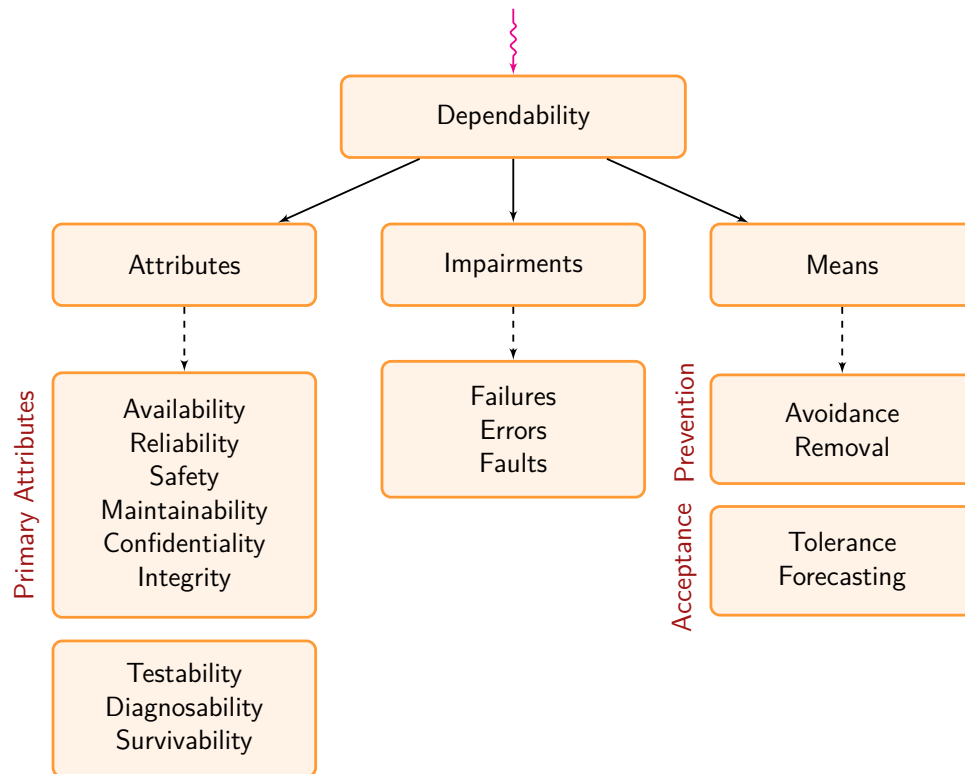 Dependability
Attributes
Impairments
Means
Primary Attributes
Availability
Reliability
Safety
Maintainability
Confidentiality
Integrity
Testability
Diagnosability
Survivability
Failures
Errors
Faults
Prevention
Avoidance
Removal
Acceptance
Tolerance
Forecasting